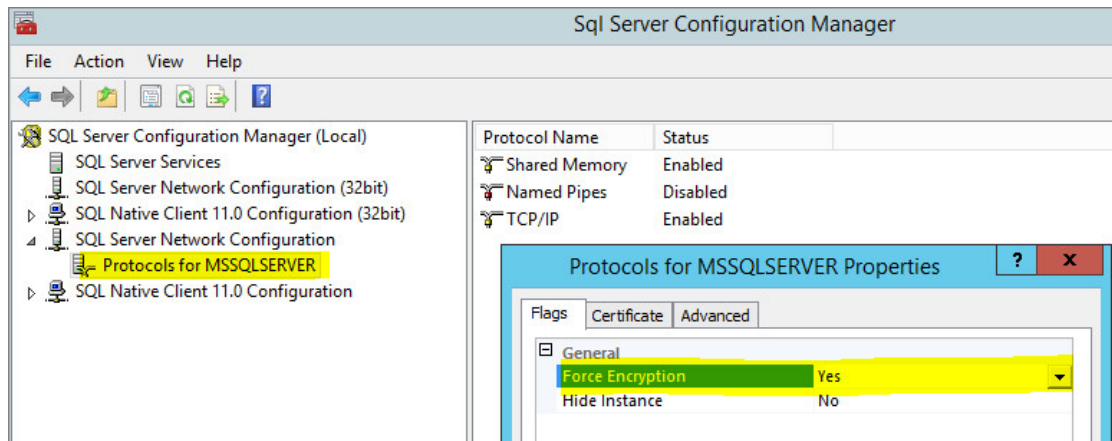 Sql Server Configuration Manager
File Action View Help
?
SQL Server Configuration Manager (Local)
SQL Server Services
SQL Server Network Configuration (32bit)
SQL Native Client 11.0 Configuration (32bit)
SQL Server Network Configuration
Protocols for MSSQLSERVER
SQL Native Client 11.0 Configuration
Protocol Name Status
Shared Memory Enabled
Named Pipes Disabled
TCP/IP Enabled
Protocols for MSSQLSERVER Properties ? x
Flags Certificate Advanced
General
Force Encryption Yes
Hide Instance No